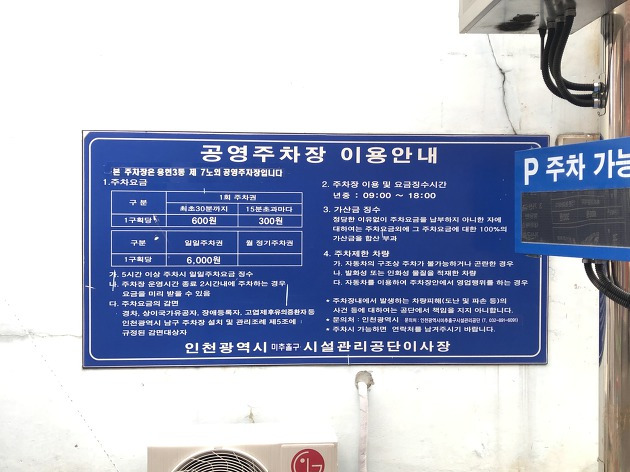 공영주차장 이용안내
본 주차장은 용현3동 제 7노외 공영주차장입니다
1.주차요금
구 분 1회 주차권
최초30분까지 15분초과마다
1구획당 600원 300원
구분 일일주차권 월 정기주차권
1구획당 6,000원
가. 5시간 이상 주차시 일일주차요금 징수
나. 주차장 운영시간 종료 2시간내에 주차하는 경우
요금을 미리 받을 수 있음
다. 주차요금의 감면
경차, 상이국가유공자, 장애등록자, 고엽제후유의증환자 등
인천광역시 남구 주차장 설치 및 관리조례 제5조에
규정된 감면대상자
2. 주차장 이용 및 요금징수시간
년중 : 09:00 ~ 18:00
3. 가산금 징수
정당한 이유없이 주차요금을 납부하지 아니한 자에
대하여는 주차요금외에 그 주차요금에 대한 100%의
가산금을 합산 부과
4. 주차제한 차량
가. 자동차의 구조상 주차가 불가능하거나 곤란한 경우
나. 발화성 또는 인화성 물질을 적재한 차량
다. 자동차를 이용하여 주차장안에서 영업행위를 하는 경우
* 주차장내에서 발생하는 차량피해(도난 및 파손 등)의
사건 등에 대하여는 공단에서 책임을 지지 아니합니다.
* 문의처 : 인천광역시 문의처 : 인천광역시미추홀구시설관리공단
* 주차시 가능하면 연락처를 남겨주시기 바랍니다.
인천광역시 미추홀구 시설관리공단이사장
P 주차 가능
LG